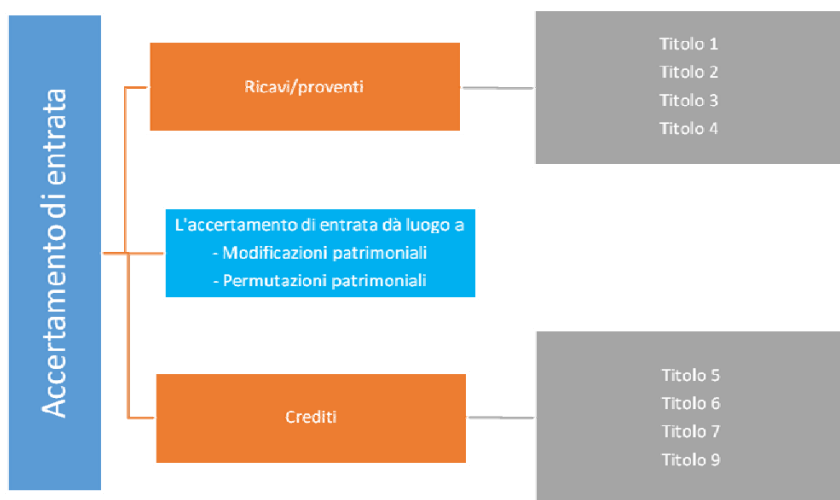 Accertamento di entrata
Ricavi/proventi
Titolo 1
Titolo 2
Titolo 3
Titolo 4
L'accertamento di entrata dà luogo a
- Modificazioni patrimoniali
- Permutazioni patrimoniali
Crediti
Titolo 5
Titolo 6
Titolo 7
Titolo 9